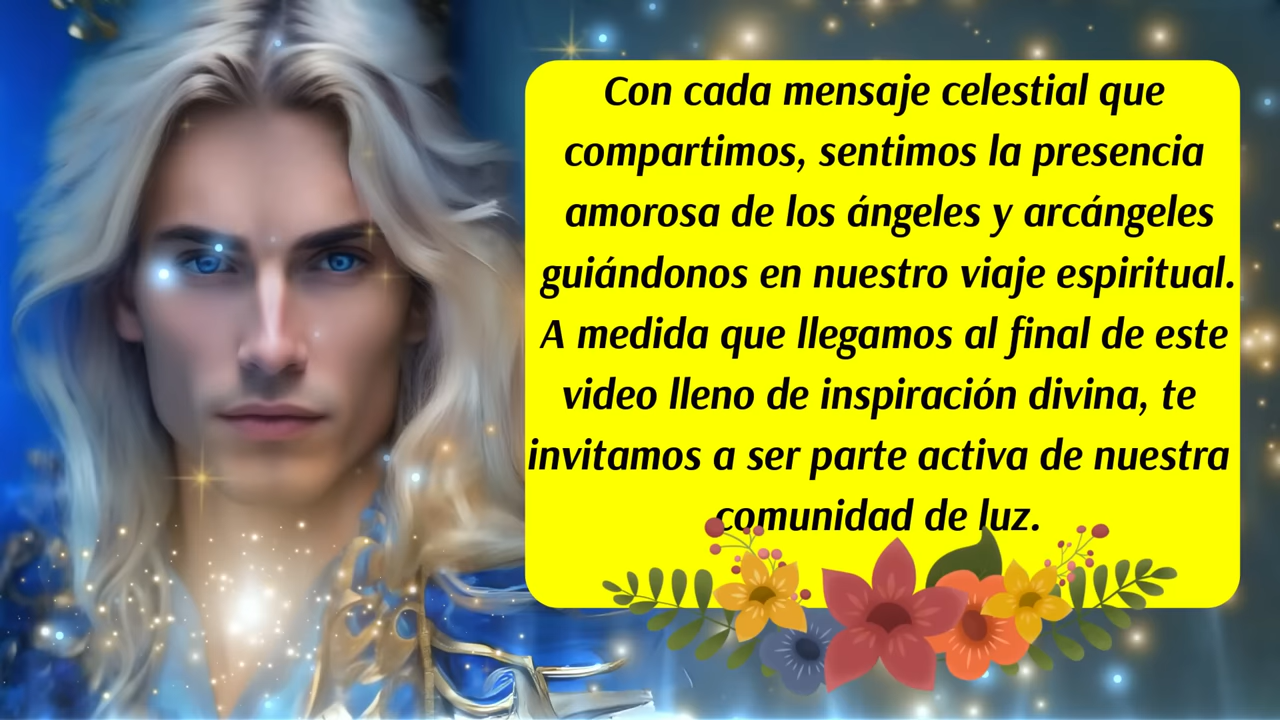 Con cada mensaje celestial que
compartimos, sentimos la presencia
amorosa de los ángeles y arcángeles
guiándonos en nuestro viaje espiritual.
A medida que llegamos al final de este
video lleno de inspiración divina, te
invitamos a ser parte activa de nuestra
comunidad de luz.